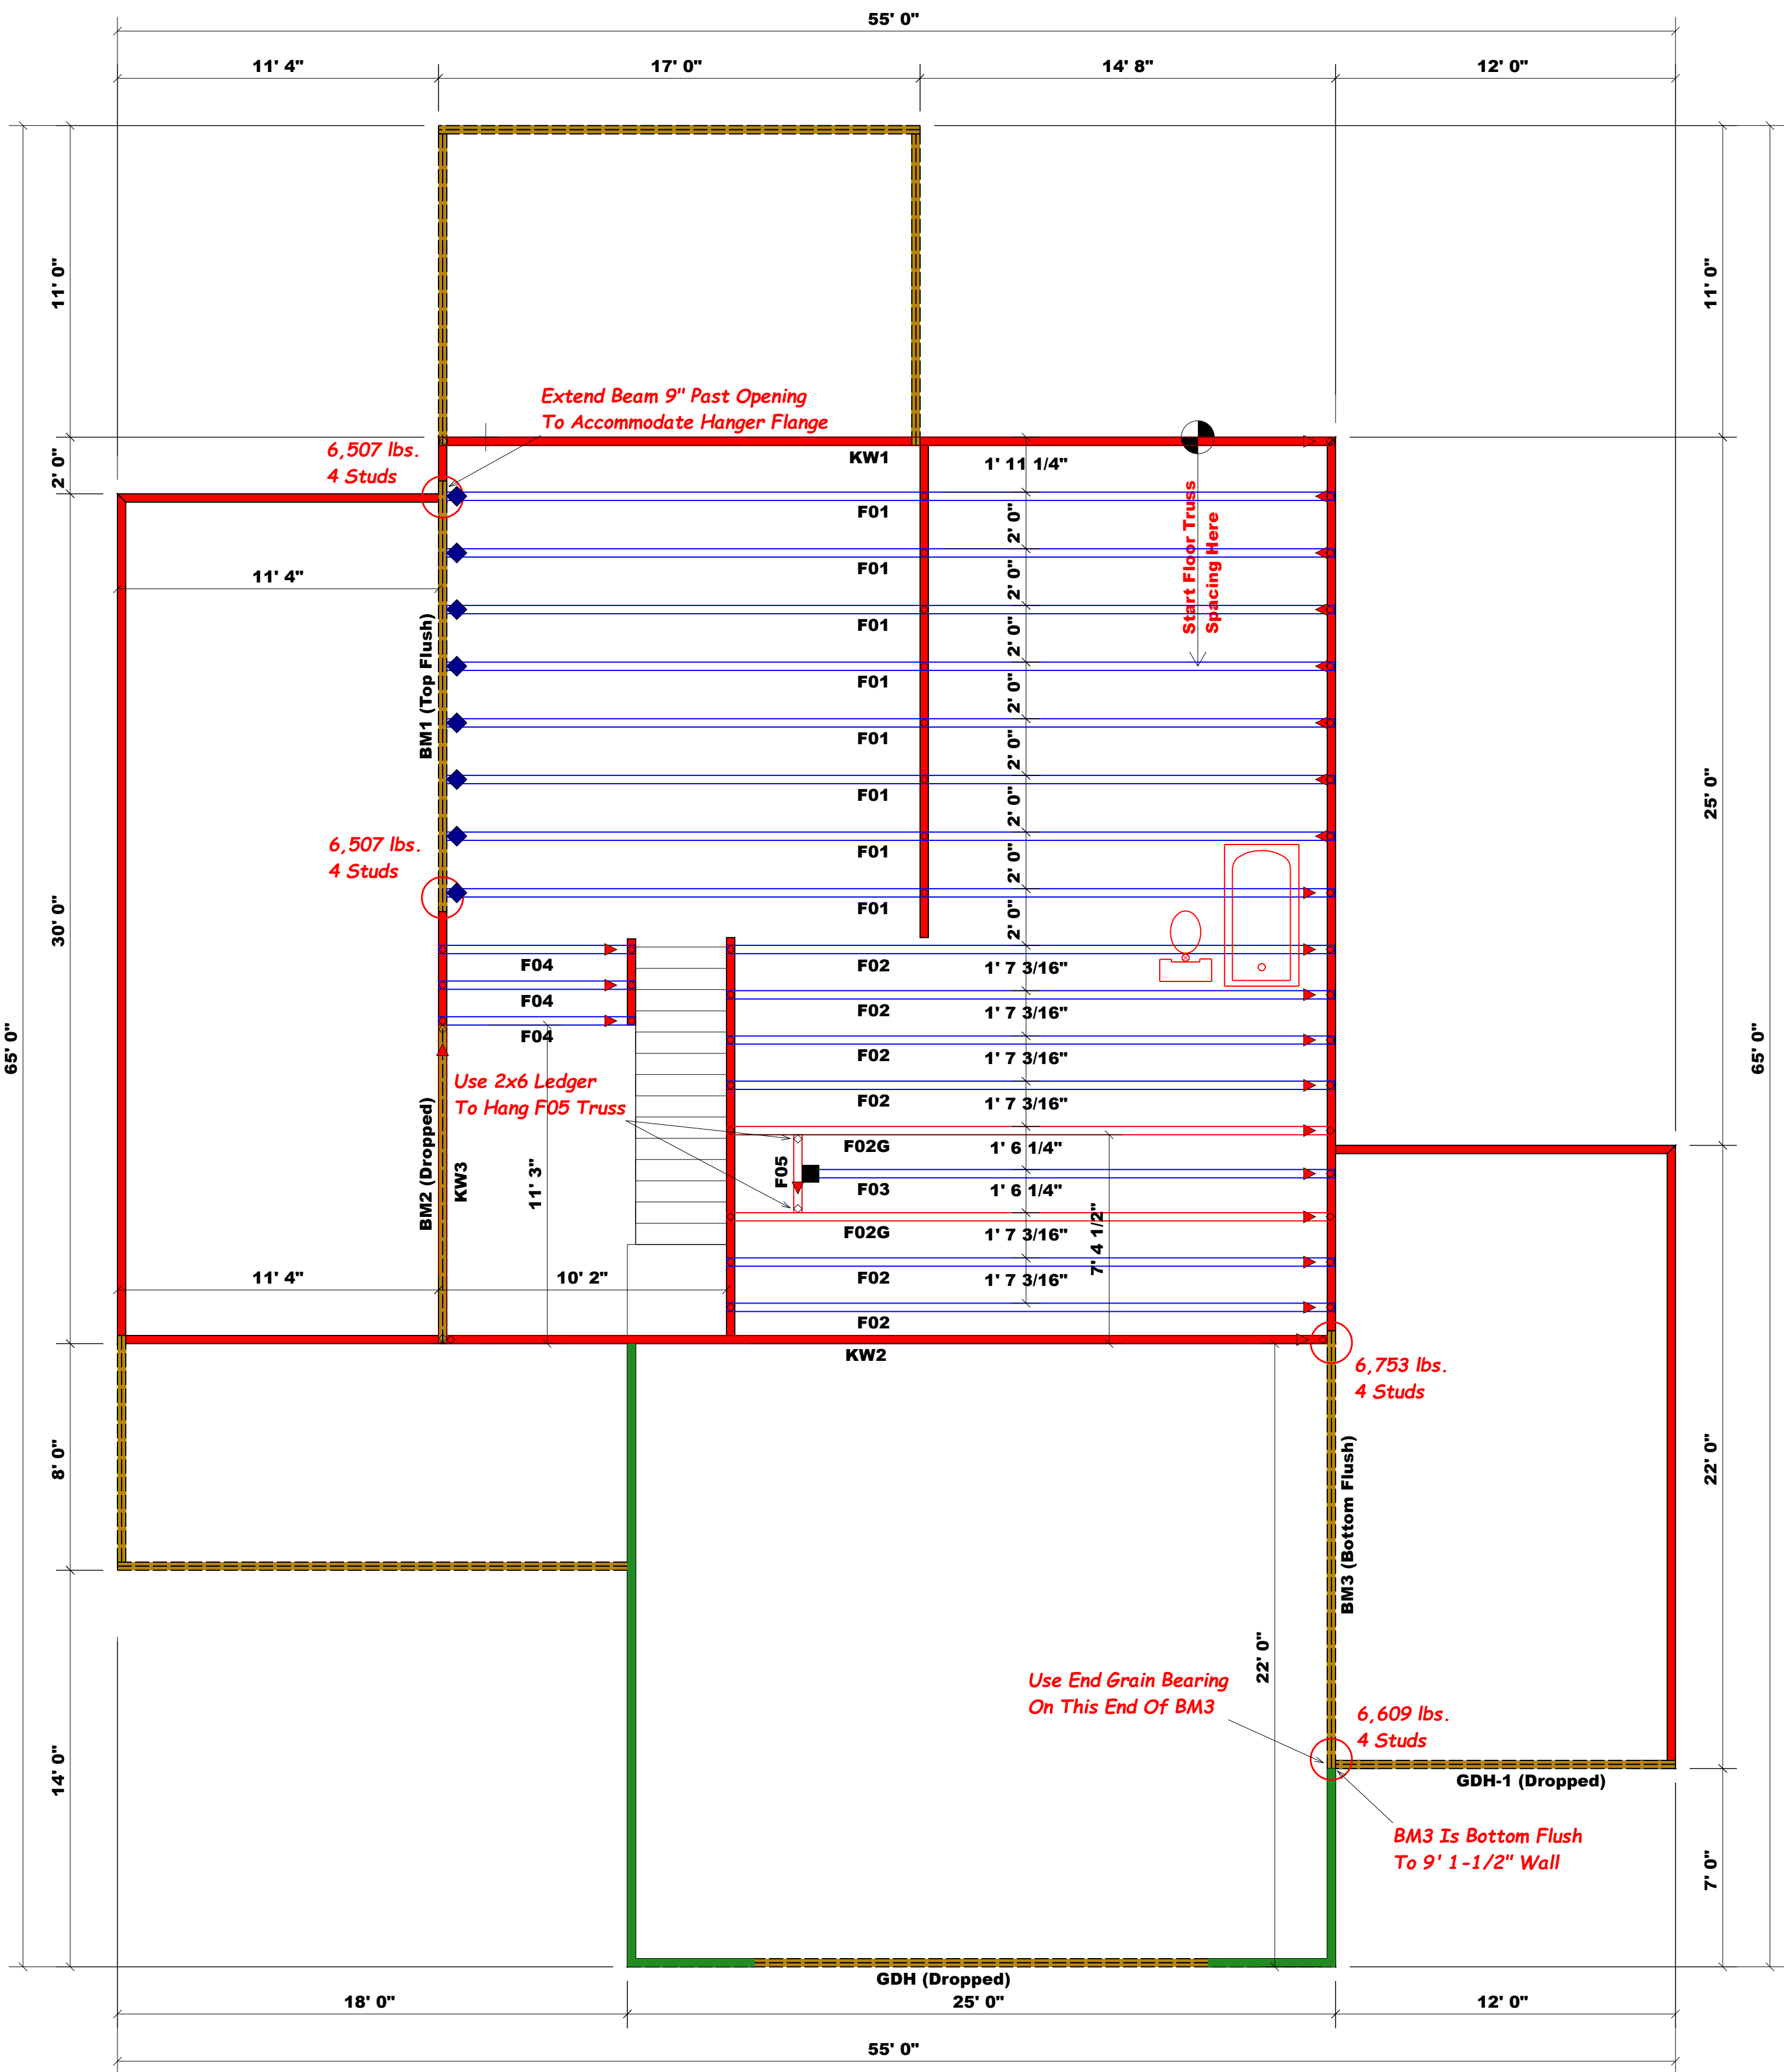 55' 0"
11' 4"
17' 0"
14' 8"
12' 0"
11' 0"
11' 0"
Extend Beam 9" Past Opening
To Accommodate Hanger Flange
6,507 lbs.
4 Studs
2' 0"
KW1
1' 11 1/4"
F01
2' 0"
Start Floor Truss
Spacing Here
F01
2' 0"
11' 4"
F01
2' 0"
BM1 (Top Flush)
F01
2' 0"
F01
2' 0"
25' 0"
F01
2' 0"
6,507 lbs.
4 Studs
F01
2' 0"
F01
2' 0"
30' 0"
F04
F02
1' 7 3/16"
F04
F02
1' 7 3/16"
F04
65' 0"
65' 0"
F02
1' 7 3/16"
Use 2x6 Ledger
To Hang F05 Truss
F02
1' 7 3/16"
BM2 (Dropped)
KW3
11' 3"
F02G
1' 6 1/4"
F05
F03
1' 6 1/4"
F02G
1' 7 3/16"
7' 4 1/2"
11' 4"
10' 2"
F02
1' 7 3/16"
F02
KW2
6,753 lbs.
4 Studs
8' 0"
BM3 (Bottom Flush)
22' 0"
22' 0"
Use End Grain Bearing
On This End Of BM3
6,609 lbs.
4 Studs
14' 0"
GDH-1 (Dropped)
BM3 Is Bottom Flush
To 9' 1-1/2" Wall
7' 0"
GDH (Dropped)
18' 0"
25' 0"
12' 0"
55' 0"